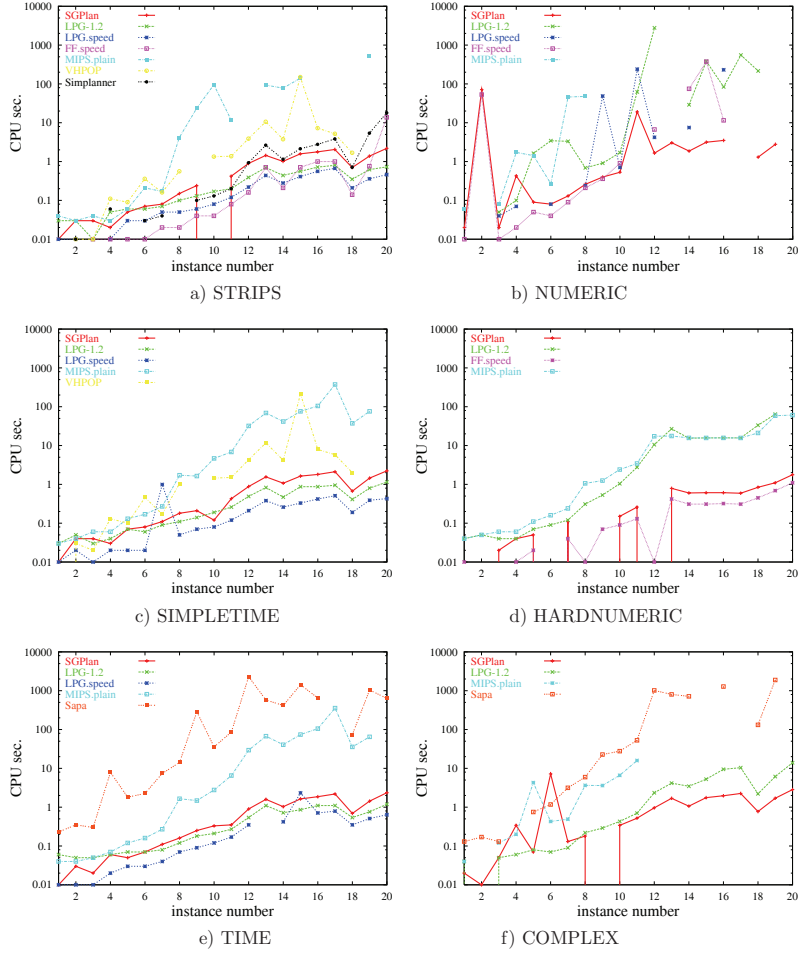 SGPlan
LPG-1.2
LPG.speed
FF.speed
MIPS.plain
VHPOP
Simplanner
10000
1000
100
10
1
0.1
0.01
CPU sec.
2 4 6 8 10 12 14 16 18 20
instance number
a) STRIPS
SGPlan
LPG-1.2
LPG.speed
FF.speed
MIPS.plain
10000
1000
100
10
1
0.1
0.01
CPU sec.
2 4 6 8 10 12 14 16 18 20
instance number
b) NUMERIC
SGPlan
LPG-1.2
LPG.speed
MIPS.plain
VHPOP
10000
1000
100
10
1
0.1
0.01
CPU sec.
2 4 6 8 10 12 14 16 18 20
instance number
c) SIMPLETIME
SGPlan
LPG-1.2
FF.speed
MIPS.plain
10000
1000
100
10
1
0.1
0.01
CPU sec.
2 4 6 8 10 12 14 16 18 20
instance number
d) HARDNUMERIC
SGPlan
LPG-1.2
LPG.speed
MIPS.plain
Sapa
10000
1000
100
10
1
0.1
0.01
CPU sec.
2 4 6 8 10 12 14 16 18 20
instance number
e) TIME
SGPlan
LPG-1.2
MIPS.plain
Sapa
10000
1000
100
10
1
0.1
0.01
CPU sec.
2 4 6 8 10 12 14 16 18 20
instance number
f) COMPLEX